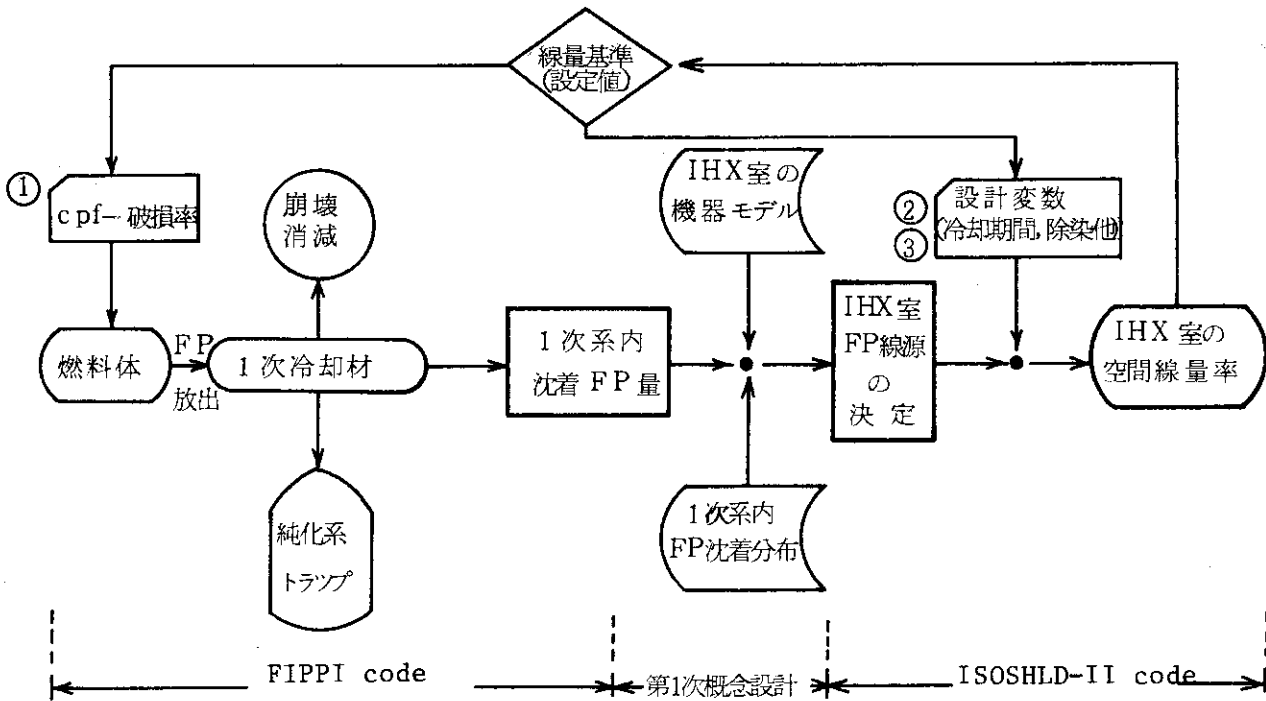 線量基準
(設定値)
①
cpf－破損率
崩壊
消滅
IHX室の
機器モデル
②
③
設計変数
(冷却期間,除染他)
燃料体
FP
放出
1次冷却材
1次系内
沈着FP量
IHX室
FP線源
の
決定
IHX室の
空間線量率
純化系
トラツプ
1次系内
FP沈着分布
FIPPI code
第1次概念設計
ISOSHLD-II code